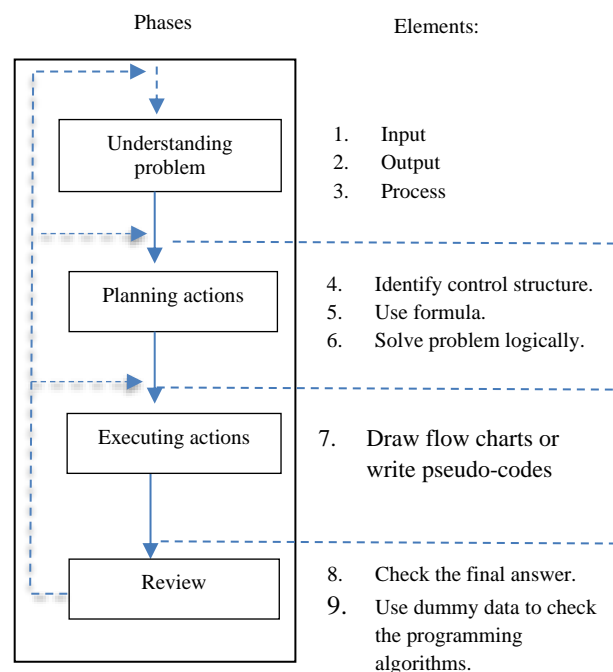 Phases
Elements:
Understanding
problem
1. Input
2. Output
3. Process
Planning actions
4. Identify control structure.
5. Use formula.
6. Solve problem logically.
Executing actions
7. Draw flow charts or
write pseudo-codes
Review
8. Check the final answer.
9. Use dummy data to check
the programming
algorithms.